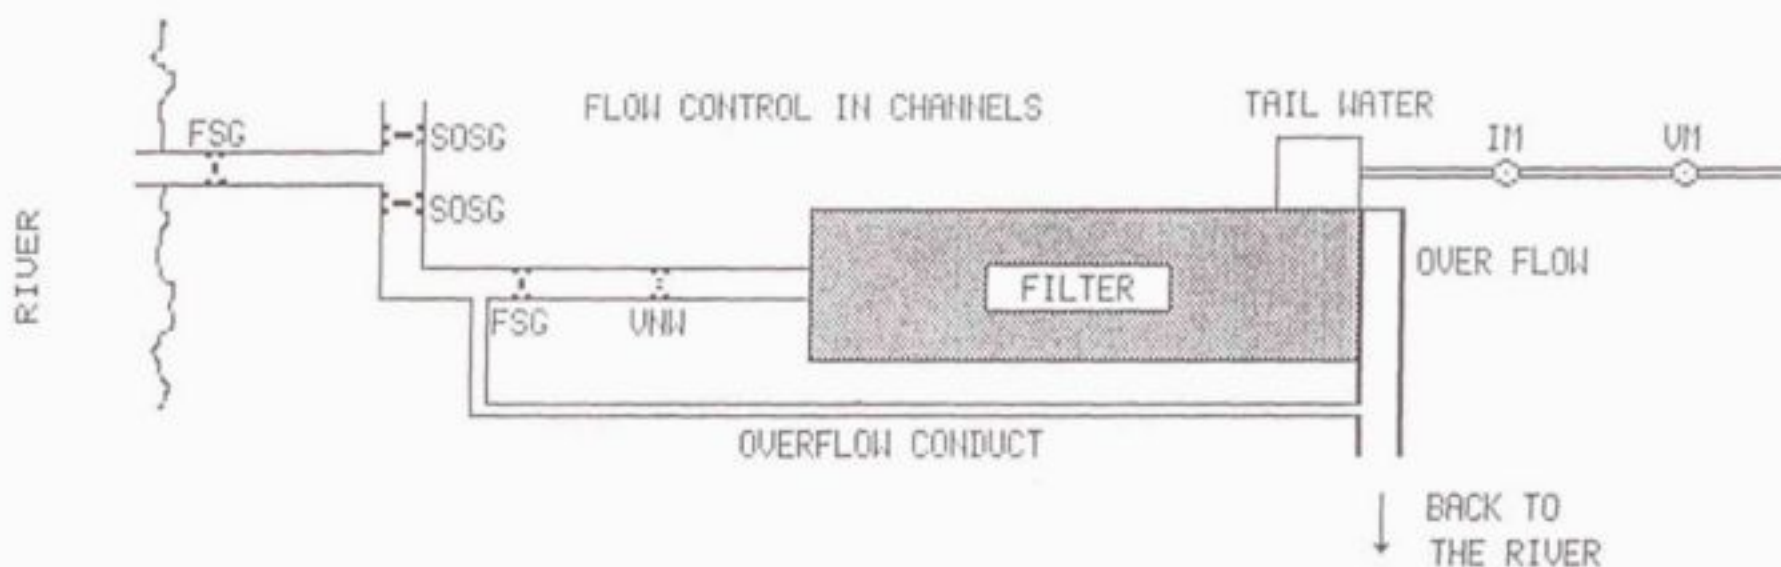 FLOW CONTROL IN CHANNELS
TAIL WATER
FSG
SOSG
IM
VM
SOSG
RIVER
OVER FLOW
FILTER
FSG
VNW
OVERFLOW CONDUCT
BACK TO
THE RIVER